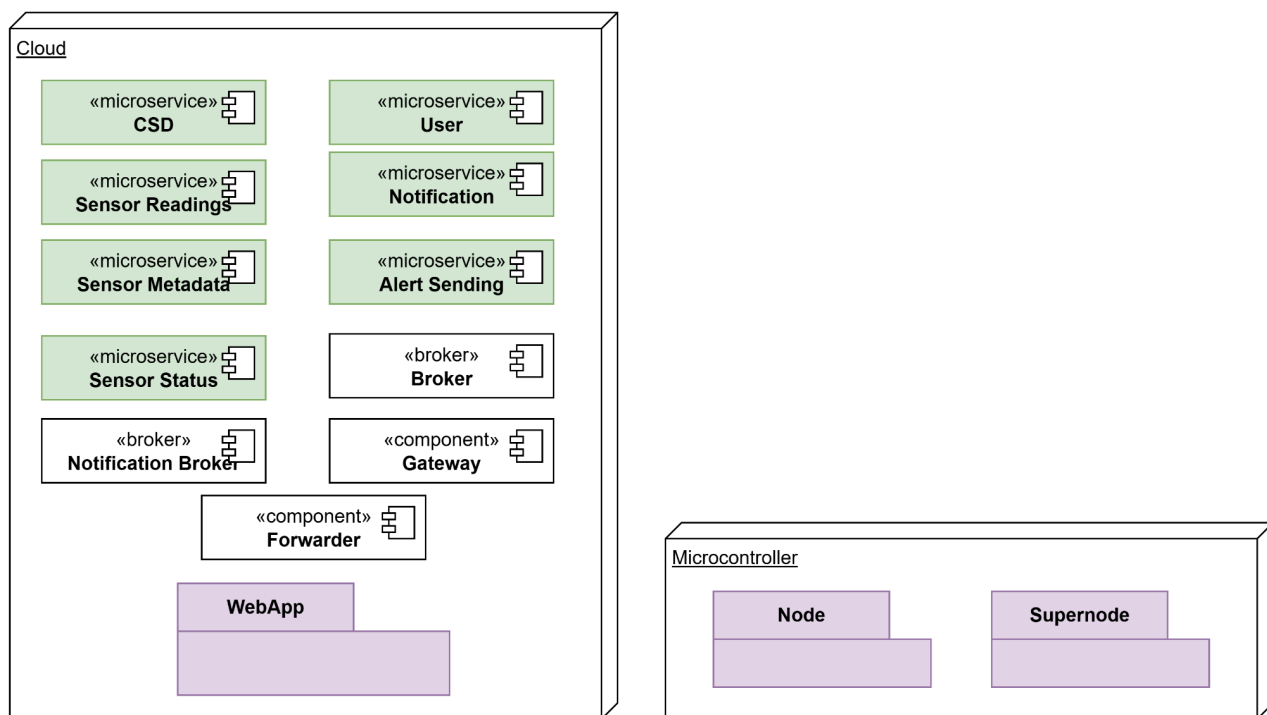 Cloud
«microservice»
CSD
«microservice»
User
«microservice»
Sensor Readings
«microservice»
Notification
«microservice»
Sensor Metadata
«microservice»
Alert Sending
«microservice»
Sensor Status
«broker»
Broker
«broker»
Notification Broker
«component»
Gateway
«component»
Forwarder
WebApp
Microcontroller
Node
Supernode